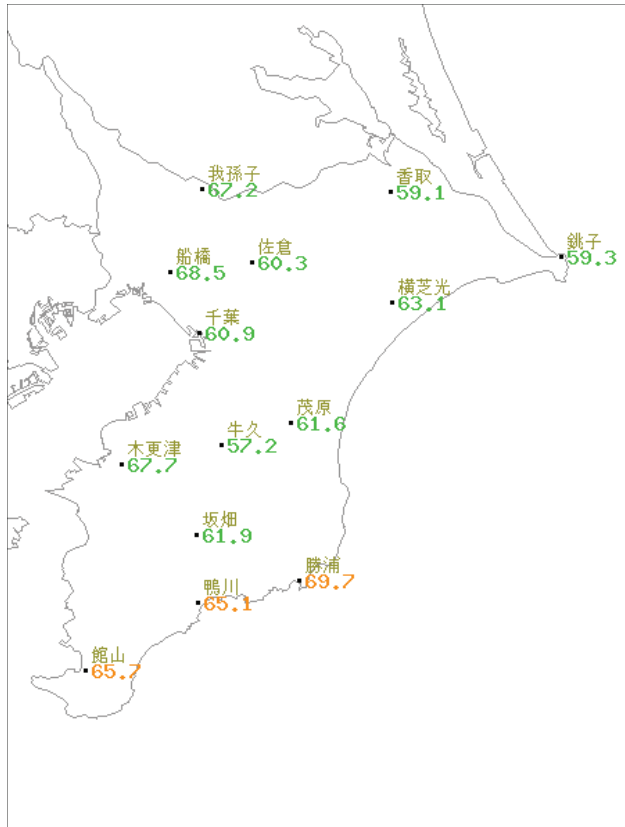 我孫子
67.2
香取
59.1
銚子
59.3
佐倉
60.3
船橋
68.5
横芝光
63.1
千葉
60.9
茂原
61.6
牛久
57.2
木更津
67.7
坂畑
61.9
勝浦
69.7
鴨川
65.1
館山
65.7